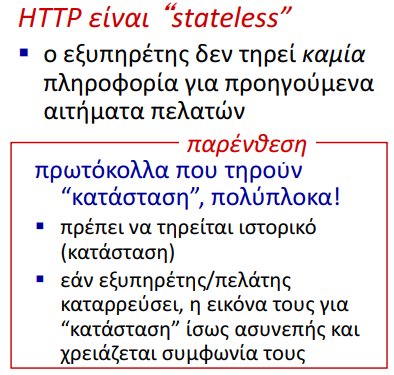 HTTP είναι “stateless”
▪ ο εξυπηρέτης δεν τηρεί καμία
πληροφορία για προηγούμενα
αιτήματα πελατών
παρένθεση
πρωτόκολλα που τηρούν
“κατάσταση”, πολύπλοκα!
▪ πρέπει να τηρείται ιστορικό
(κατάσταση)
▪ εάν εξυπηρέτης/πελάτης
καταρρεύσει, η εικόνα τους για
“κατάσταση” ίσως ασυνεπής και
χρειάζεται συμφωνία τους